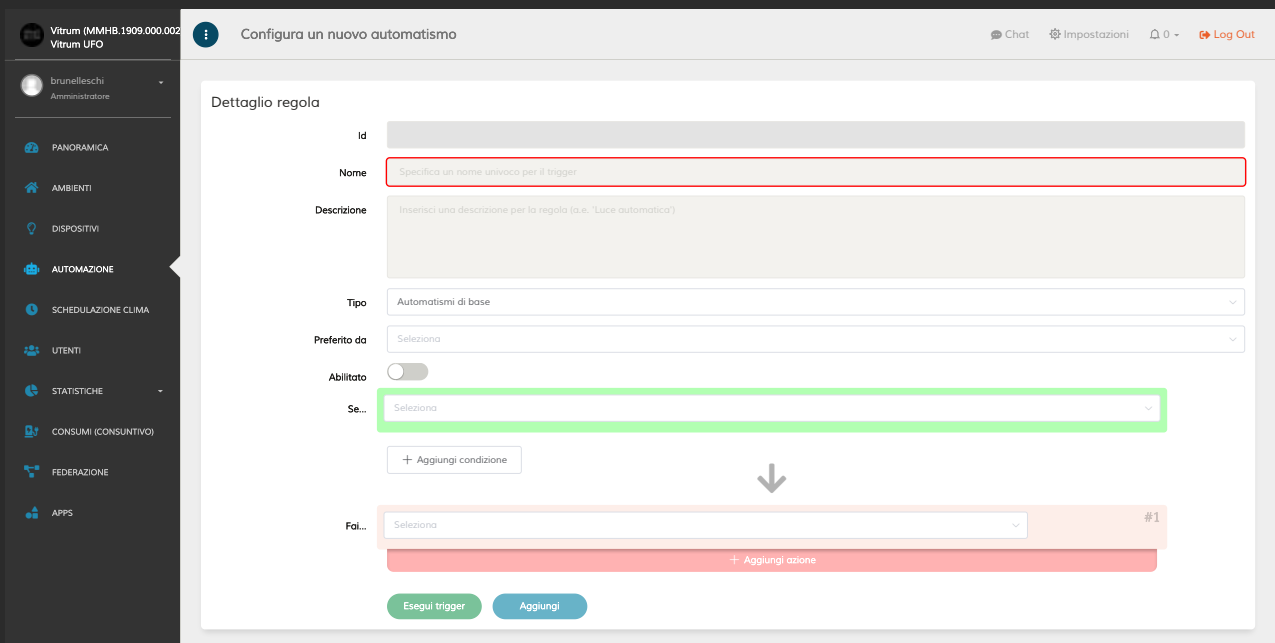 Vitrum (MMHB.1909.000.002
Vitrum UFO
Configura un nuovo automatismo
Chat
Impostazioni
0
Log Out
brunelleschi
Amministratore
PANORAMICA
AMBIENTI
DISPOSITIVI
AUTOMAZIONE
SCHEDULAZIONE CLIMA
UTENTI
STATISTICHE
CONSUMI (CONSUNTIVO)
FEDERAZIONE
APPS
Dettaglio regola
Id
Nome
Specifica un nome univoco per il trigger
Descrizione
Inserisci una descrizione per la regola (a.e. 'Luce automatica')
Tipo
Automatismi di base
Preferito da
Seleziona
Abilitato
Se...
Seleziona
+ Aggiungi condizione
Fai...
Seleziona
#1
+ Aggiungi azione
Esegui trigger
Aggiungi